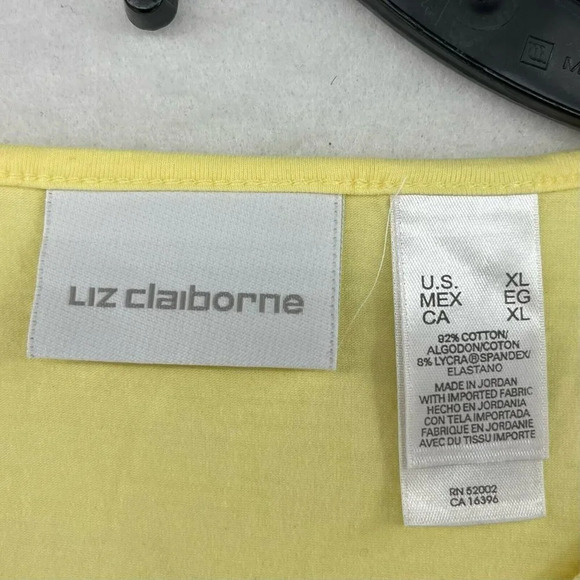 LIZ claiborne
U.S. XL
MEX EG
CA XL
92% COTTON/
ALGODON/COTON
8% LYCRA®SPANDEX/
ELASTANO
MADE IN JORDAN
WITH IMPORTED FABRIC
HECHO EN JORDANIA
CON TELA IMPORTADA
FABRIQUE EN JORDANIE
AVEC DU TISSU IMPORTE
RN 52002
CA 16396